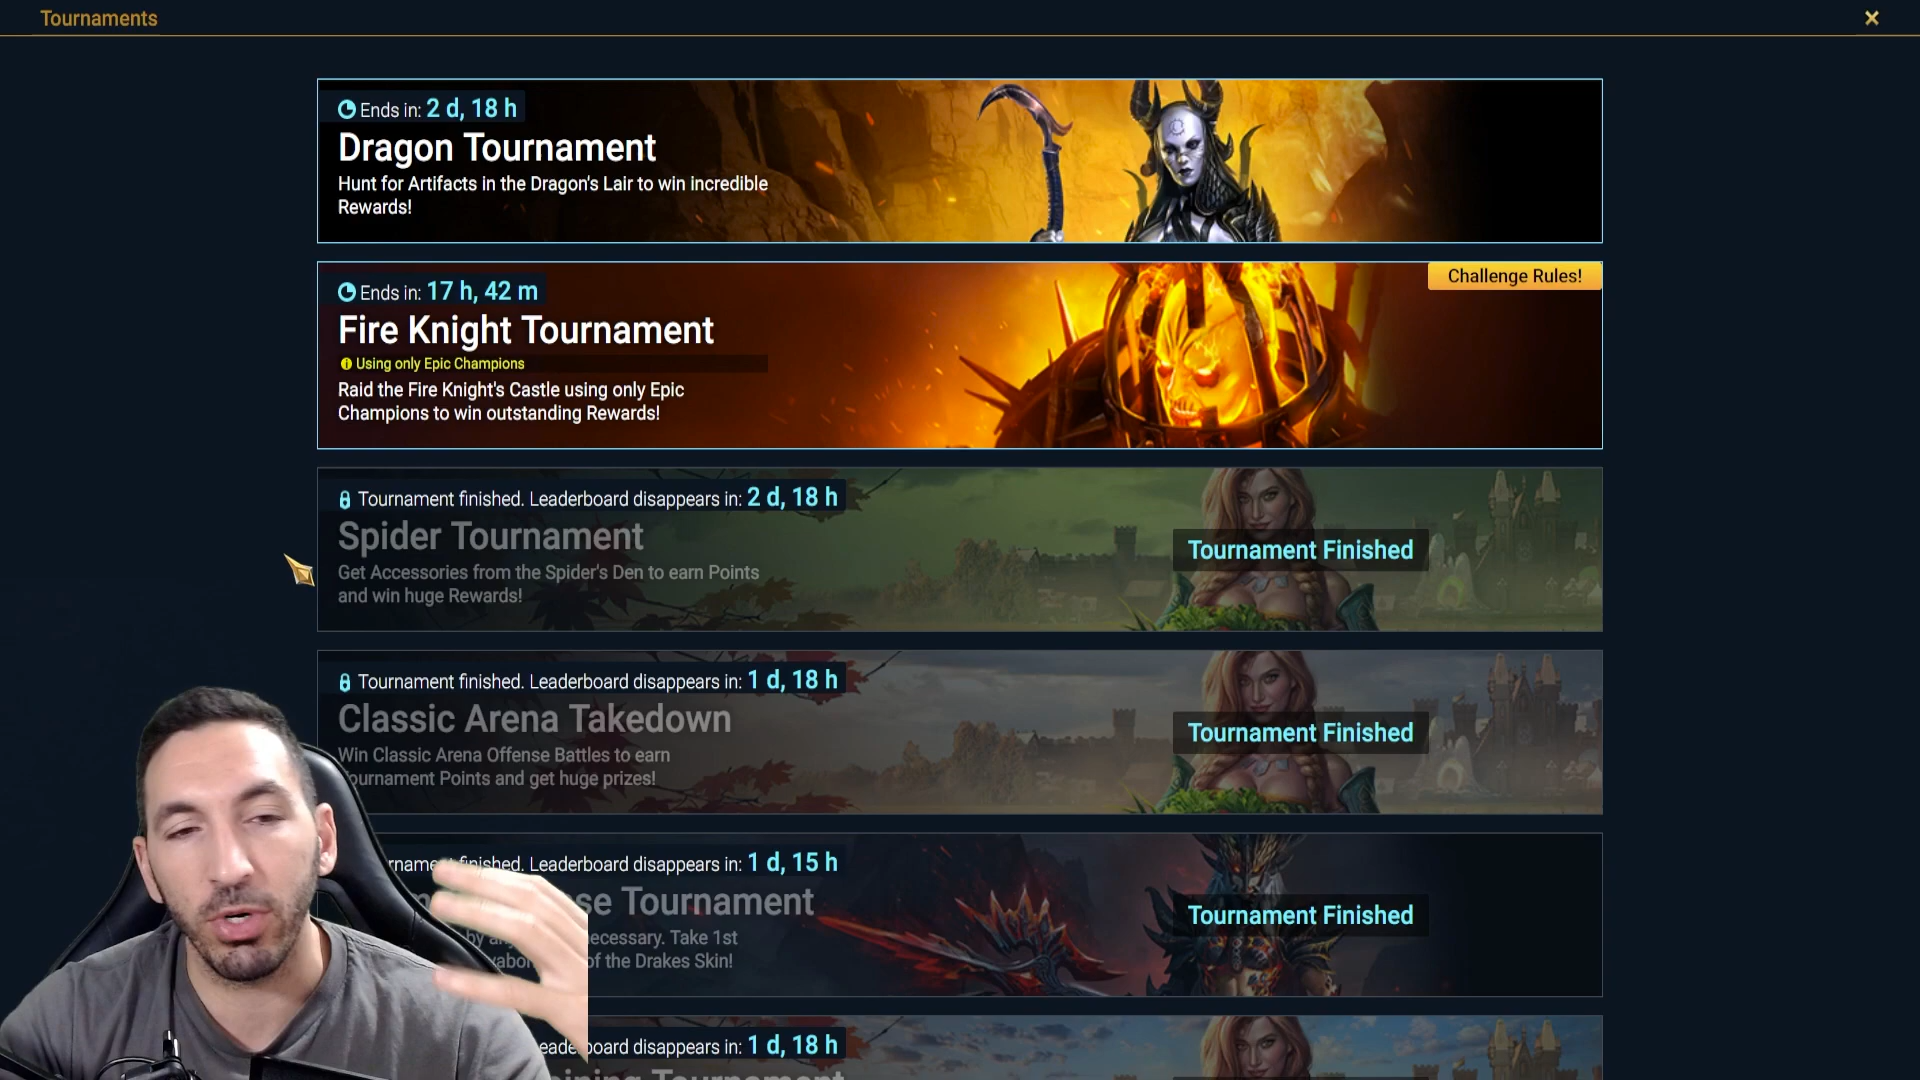 Tournaments
Ends in: 2 d, 18 h
Dragon Tournament
Hunt for Artifacts in the Dragon's Lair to win incredible
Rewards!
Challenge Rules!
Ends in: 17 h, 42 m
Fire Knight Tournament
Using only Epic Champions
Raid the Fire Knight's Castle using only Epic
Champions to win outstanding Rewards!
Tournament finished. Leaderboard disappears in: 2 d, 18 h
Spider Tournament
Get Accessories from the Spider's Den to earn Points
and win huge Rewards!
Tournament Finished
Tournament finished. Leaderboard disappears in: 1 d, 18 h
Classic Arena Takedown
Win Classic Arena Offense Battles to earn
Tournament Points and get huge prizes!
Tournament Finished
finished. Leaderboard disappears in: 1 d, 15 h
Tournament
necessary. Take 1st
of the Drakes Skin!
Tournament Finished
disappears in: 1 d, 18 h
Tournament